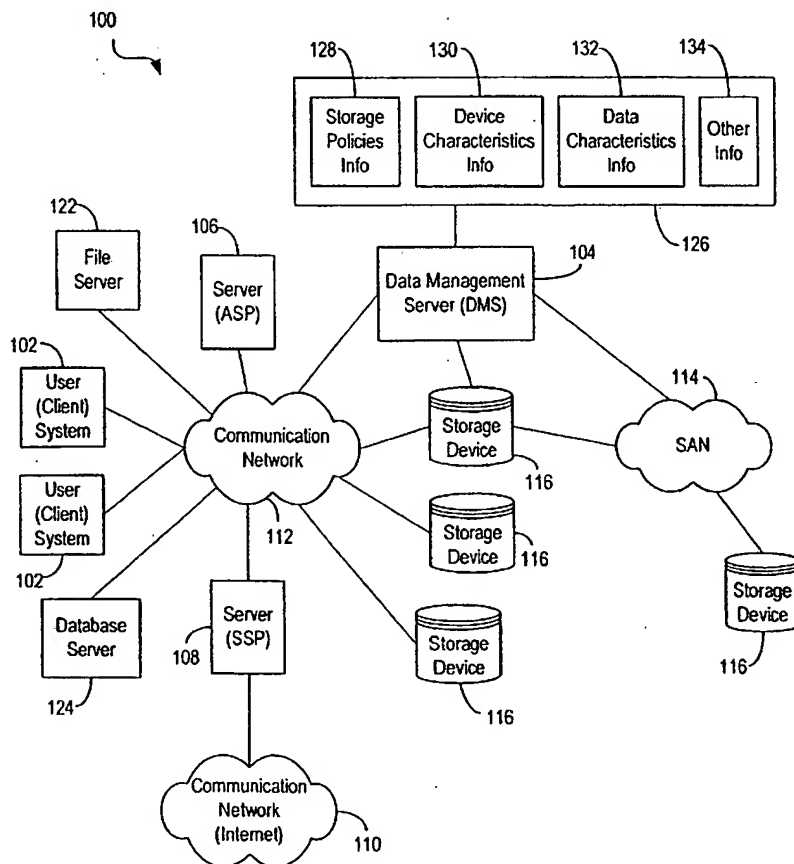 100
128
130
132
134
Storage
Policies
Info
Device
Characteristics
Info
Data
Characteristics
Info
Other
Info
126
122
File
Server
106
Server
(ASP)
104
Data Management
Server (DMS)
102
User
(Client)
System
User
(Client)
System
102
Communication
Network
112
Storage
Device
116
114
SAN
Storage
Device
116
Storage
Device
116
Storage
Device
116
Database
Server
124
108
Server
(SSP)
Communication
Network
(Internet)
110